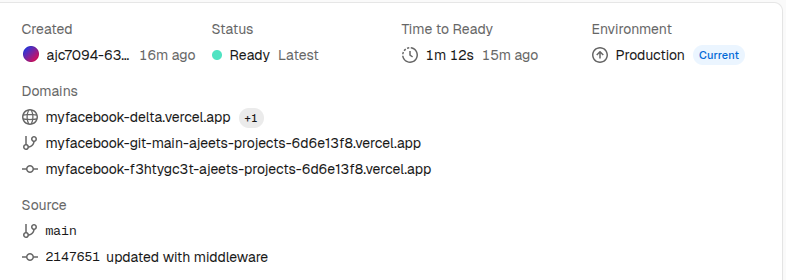 Created Status Time to Ready Environment
ajc7094-63… 16m ago Ready Latest 1m 12s 15m ago Production Current
Domains
myfacebook-delta.vercel.app +1
myfacebook-git-main-ajeets-projects-6d6e13f8.vercel.app
myfacebook-f3htygc3t-ajeets-projects-6d6e13f8.vercel.app
Source
main
2147651 updated with middleware